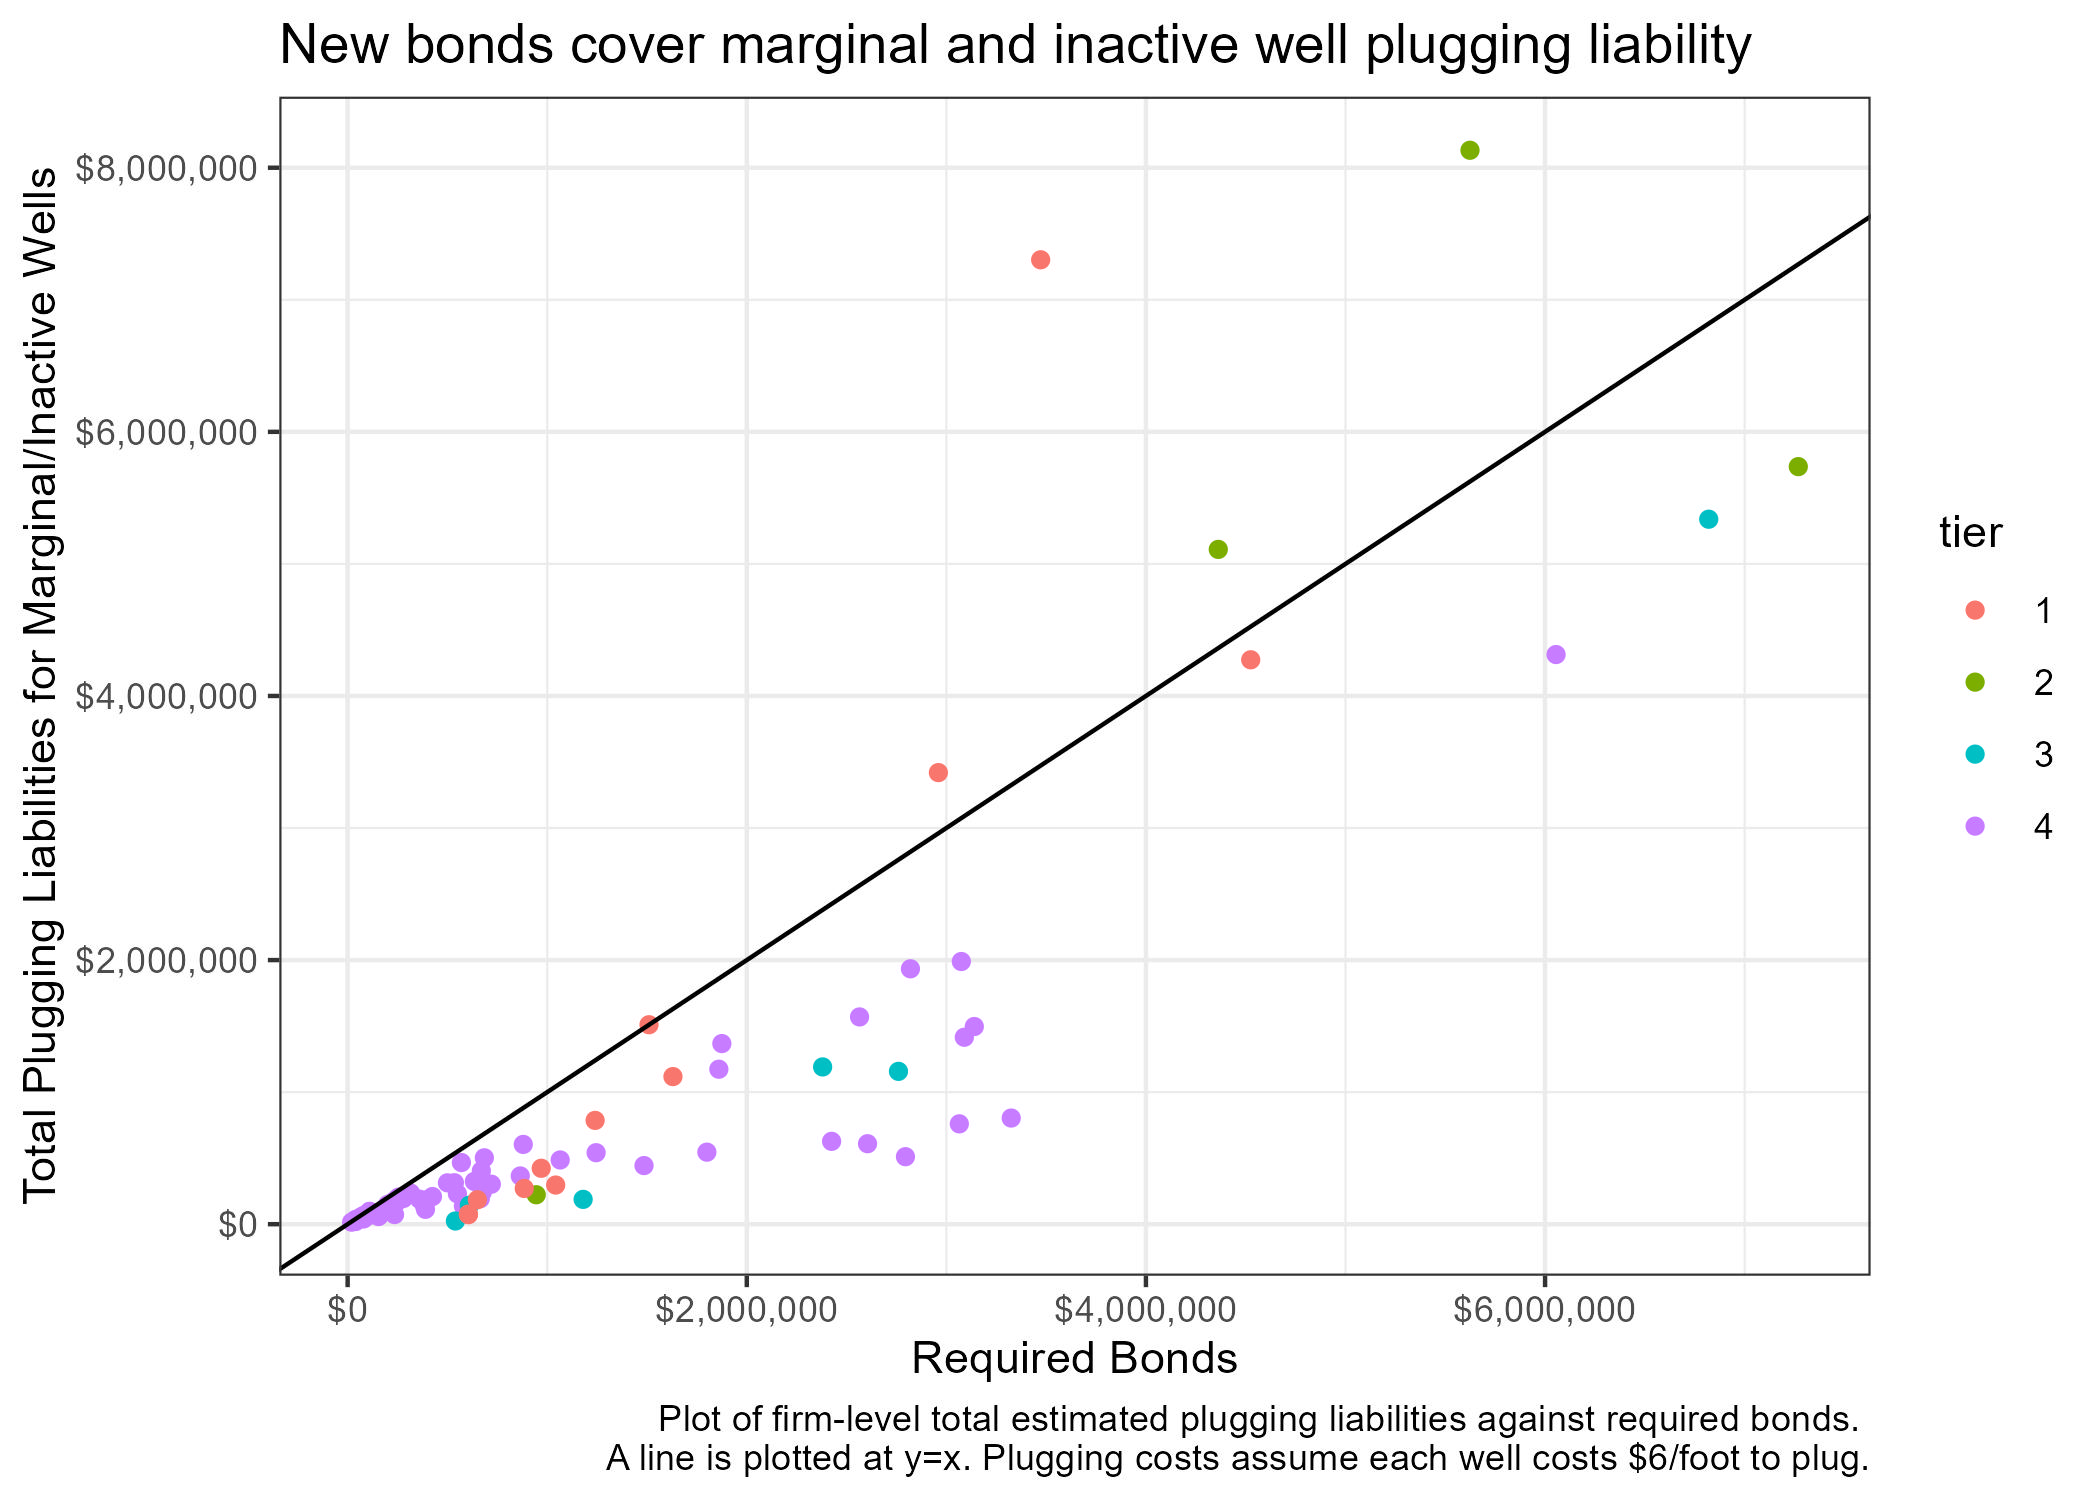 New bonds cover marginal and inactive well plugging liability
Total Plugging Liabilities for Marginal/Inactive Wells
$8,000,000
$6,000,000
$4,000,000
$2,000,000
$0
$0
$2,000,000
$4,000,000
$6,000,000
Required Bonds
tier
1
2
3
4
Plot of firm-level total estimated plugging liabilities against required bonds.
A line is plotted at y=x. Plugging costs assume each well costs $6/foot to plug.